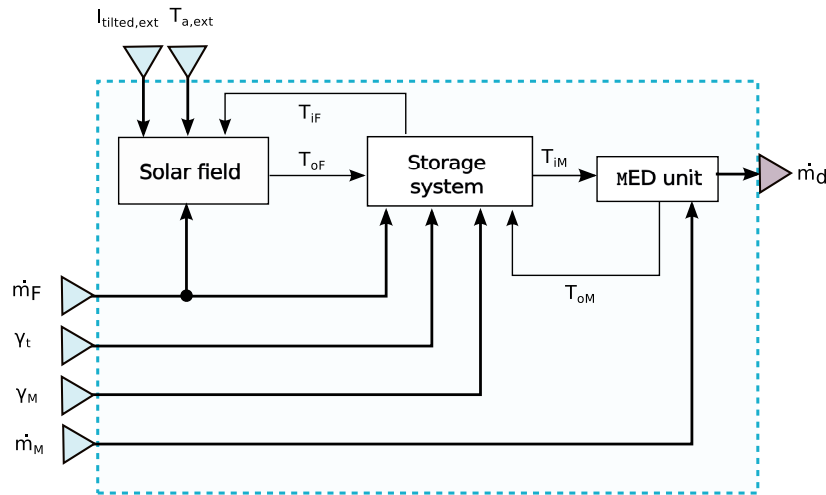 I_tilted,ext T_a,ext
T_iF
Solar field
T_oF
Storage
system
T_iM
MED unit
ṁ_d
T_oM
ṁ_F
γ_t
γ_M
ṁ_M